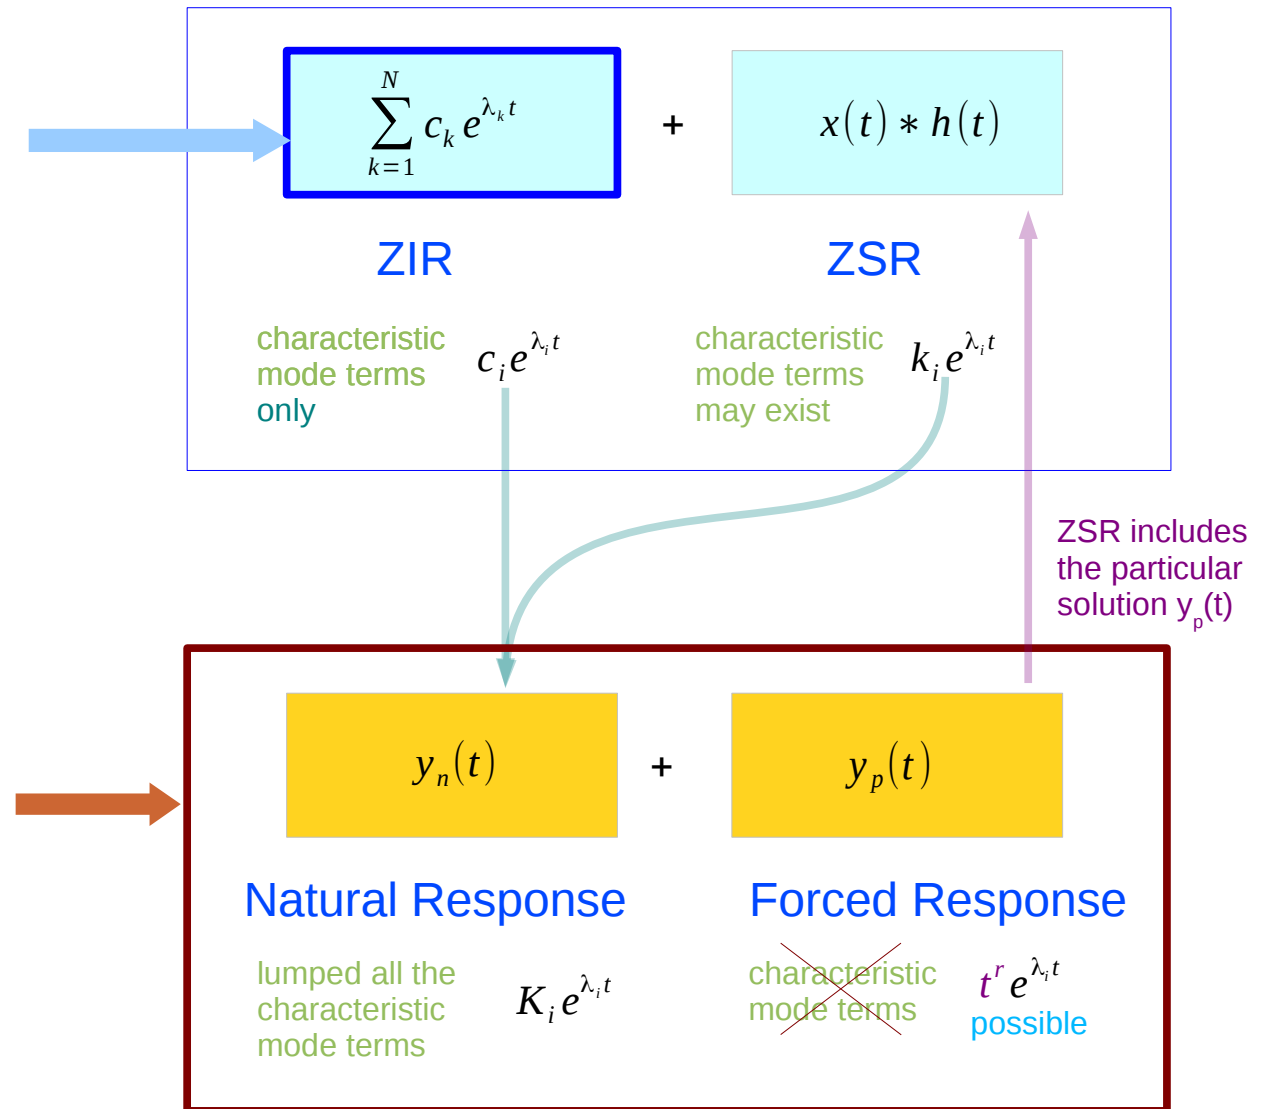 N
∑ c_k e^{λ_k t} + x(t) ∗ h(t)
k=1
ZIR ZSR
characteristic
mode terms
only
c_i e^{λ_i t}
characteristic
mode terms
may exist
k_i e^{λ_i t}
ZSR includes
the particular
solution y_p(t)
y_n(t) + y_p(t)
Natural Response Forced Response
lumped all the
characteristic
mode terms
K_i e^{λ_i t}
characteristic
mode terms
t^r e^{λ_i t}
possible